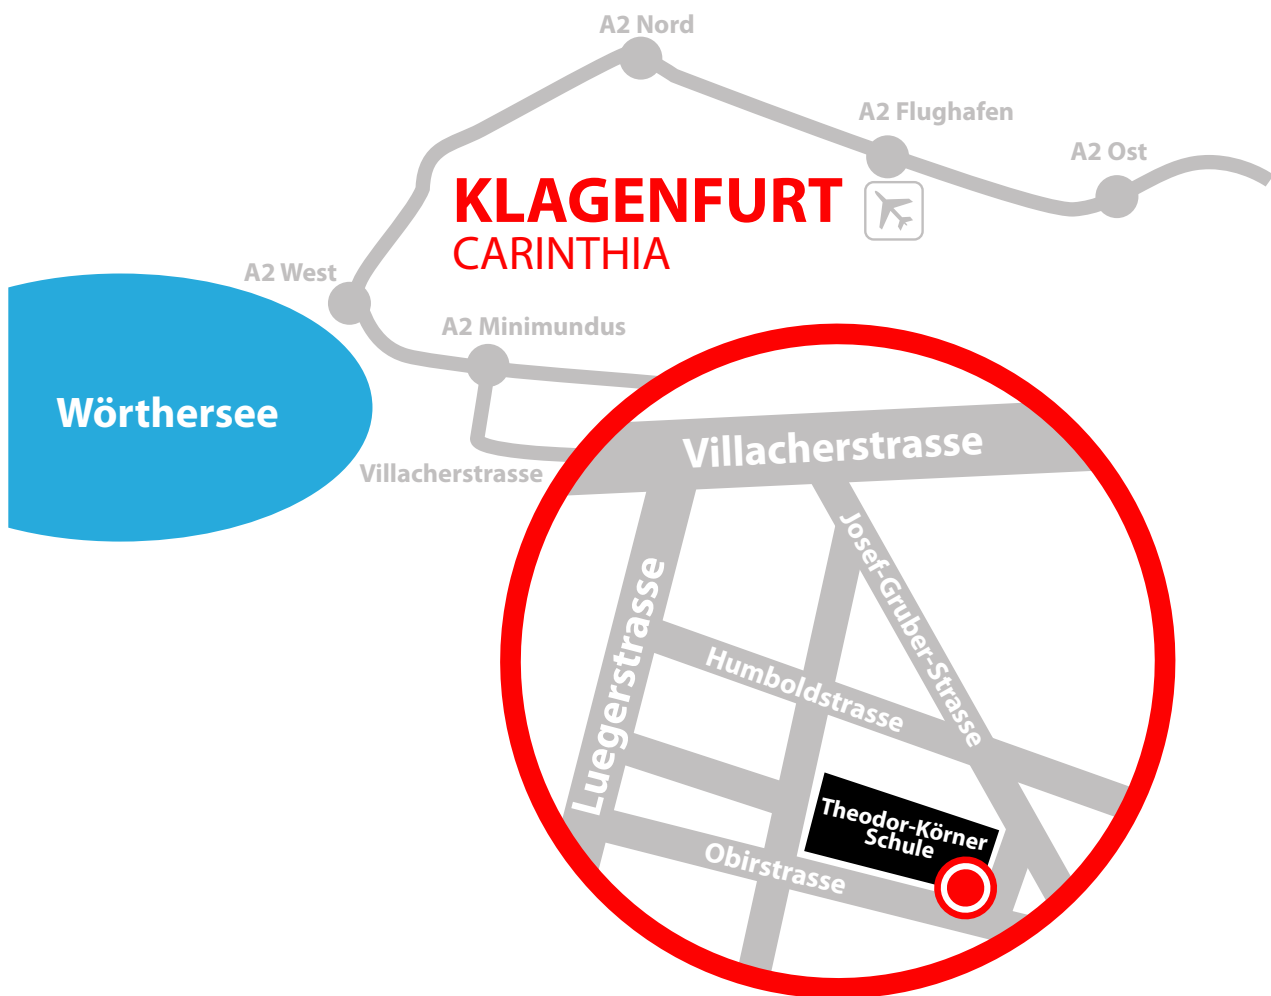 A2 Nord
A2 Flughafen
A2 Ost
KLAGENFURT
CARINTHIA
A2 West
A2 Minimundus
Wörthersee
Villacherstrasse
Villacherstrasse
Josef-Gruber-Strasse
Luegerstrasse
Humboldstrasse
Theodor-Körner
Schule
Obirstrasse